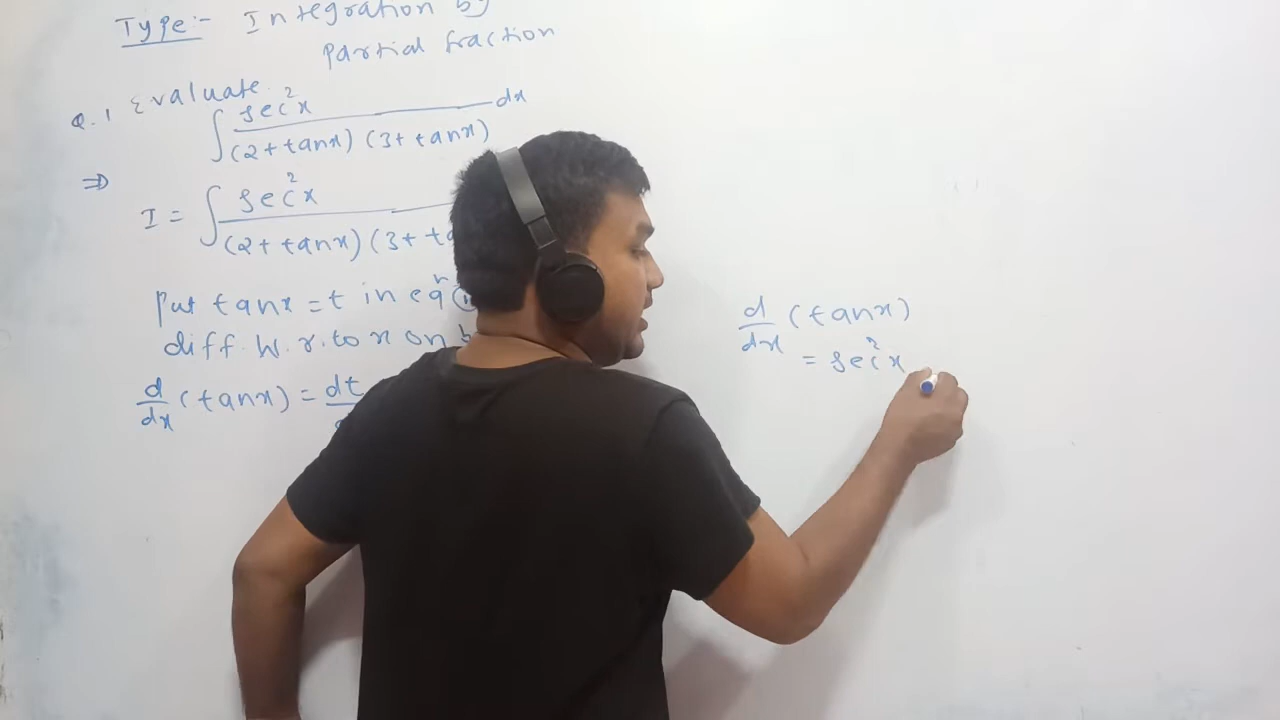 Type:- Integration by
Partial fraction
Q.1 Evaluate
∫ sec²x / (2+tanx) (3+tanx) dx
⇒ I = ∫ sec²x / (2+tanx) (3+
Put tanx = t in eqⁿ
diff. w.r.to x on
d/dx (tanx) = dt
d/dx (tanx)
= sec²x